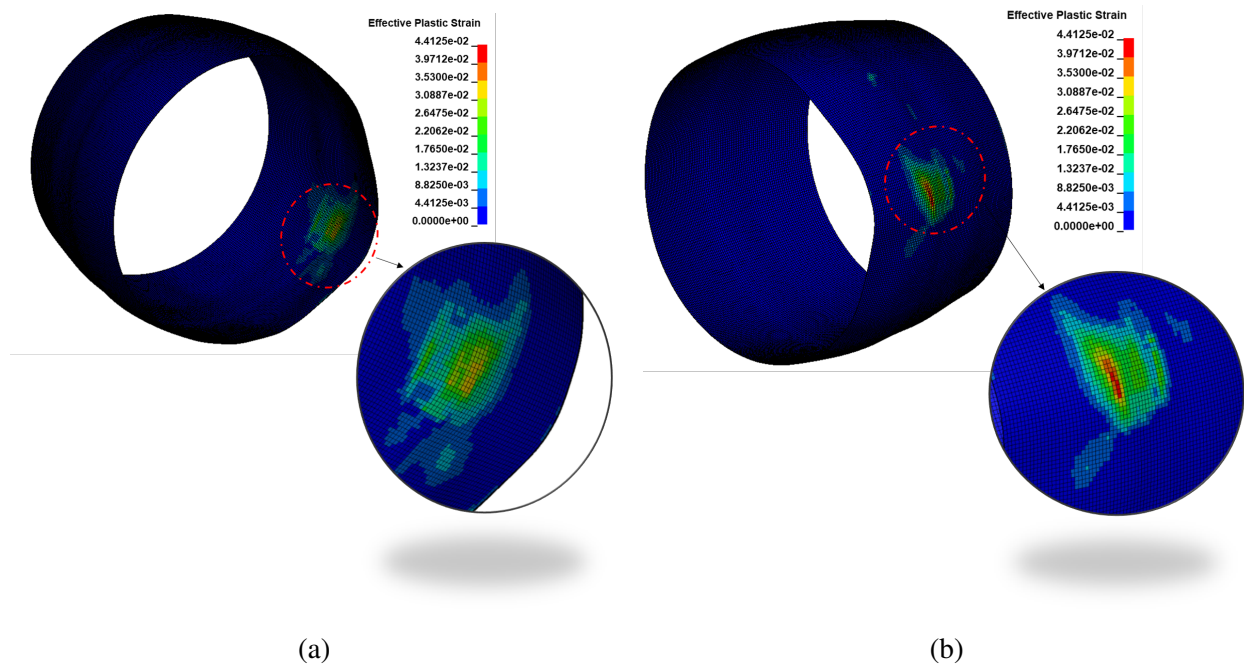 Effective Plastic Strain
4.4125e-02
3.9712e-02
3.5300e-02
3.0887e-02
2.6475e-02
2.2062e-02
1.7650e-02
1.3237e-02
8.8250e-03
4.4125e-03
0.0000e+00
Effective Plastic Strain
4.4125e-02
3.9712e-02
3.5300e-02
3.0887e-02
2.6475e-02
2.2062e-02
1.7650e-02
1.3237e-02
8.8250e-03
4.4125e-03
0.0000e+00
(a)
(b)